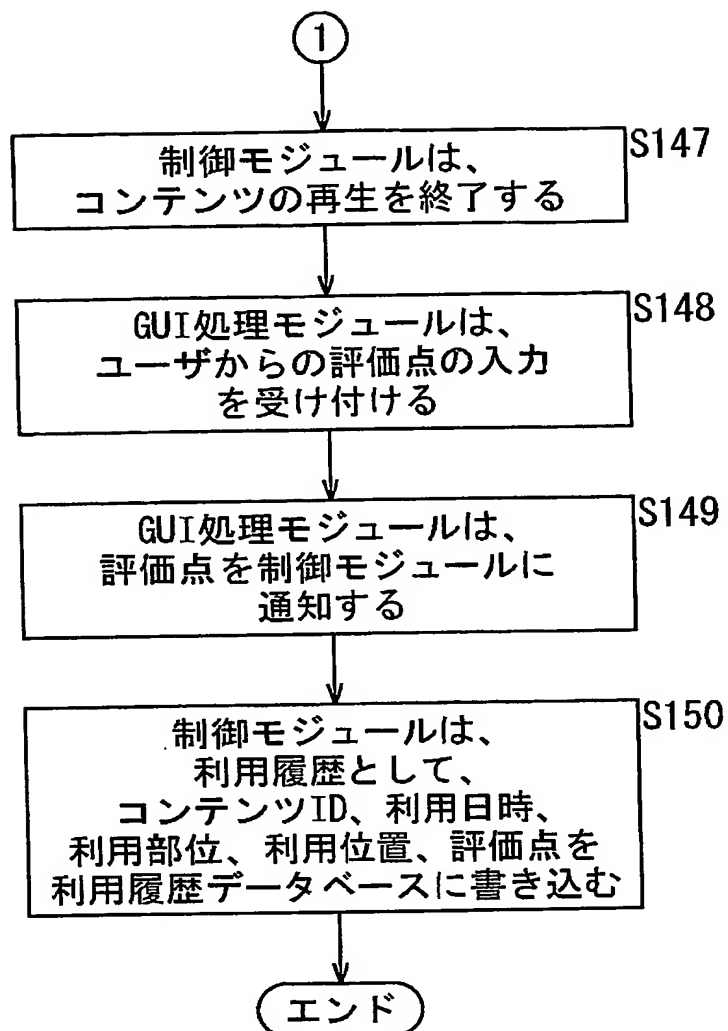 1
S147
制御モジュールは、
コンテンツの再生を終了する
S148
GUI処理モジュールは、
ユーザからの評価点の入力
を受け付ける
S149
GUI処理モジュールは、
評価点を制御モジュールに
通知する
S150
制御モジュールは、
利用履歴として、
コンテンツID、利用日時、
利用部位、利用位置、評価点を
利用履歴データベースに書き込む
エンド